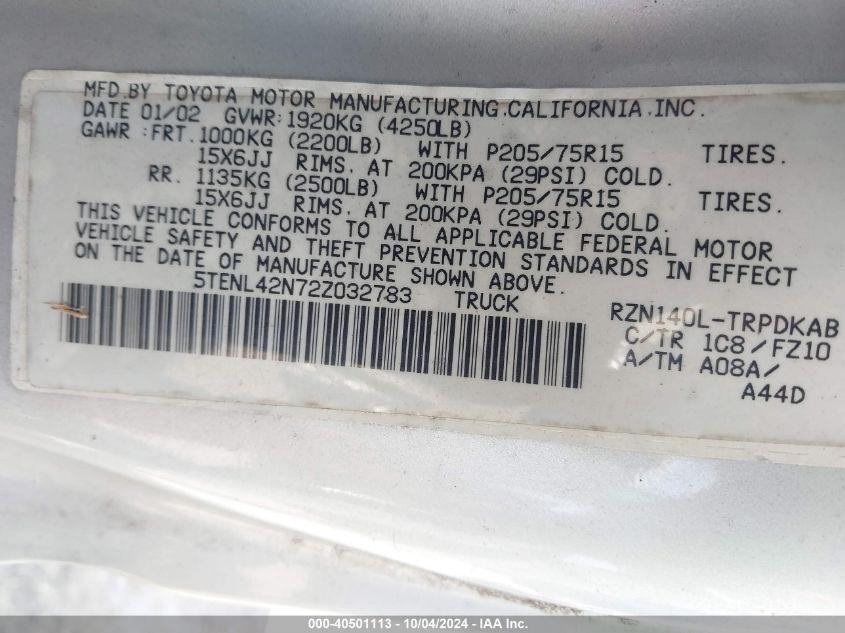 MFD.BY TOYOTA MOTOR MANUFACTURING.CALIFORNIA.INC.
DATE 01/02 GVWR:1920KG (4250LB)
GAWR :FRT.1000KG (2200LB) WITH P205/75R15 TIRES.
15X6JJ RIMS. AT 200KPA (29PSI) COLD.
RR. 1135KG (2500LB) WITH P205/75R15 TIRES.
15X6JJ RIMS. AT 200KPA (29PSI) COLD.
THIS VEHICLE CONFORMS TO ALL APPLICABLE FEDERAL MOTOR
VEHICLE SAFETY AND THEFT PREVENTION STANDARDS IN EFFECT
ON THE DATE OF MANUFACTURE SHOWN ABOVE.
5TENL42N72Z032783 TRUCK
RZN140L-TRPDKAB
C/TR 1C8/FZ10
A/TM A08A/
A44D
000-40501113 - 10/04/2024 - IAA Inc.